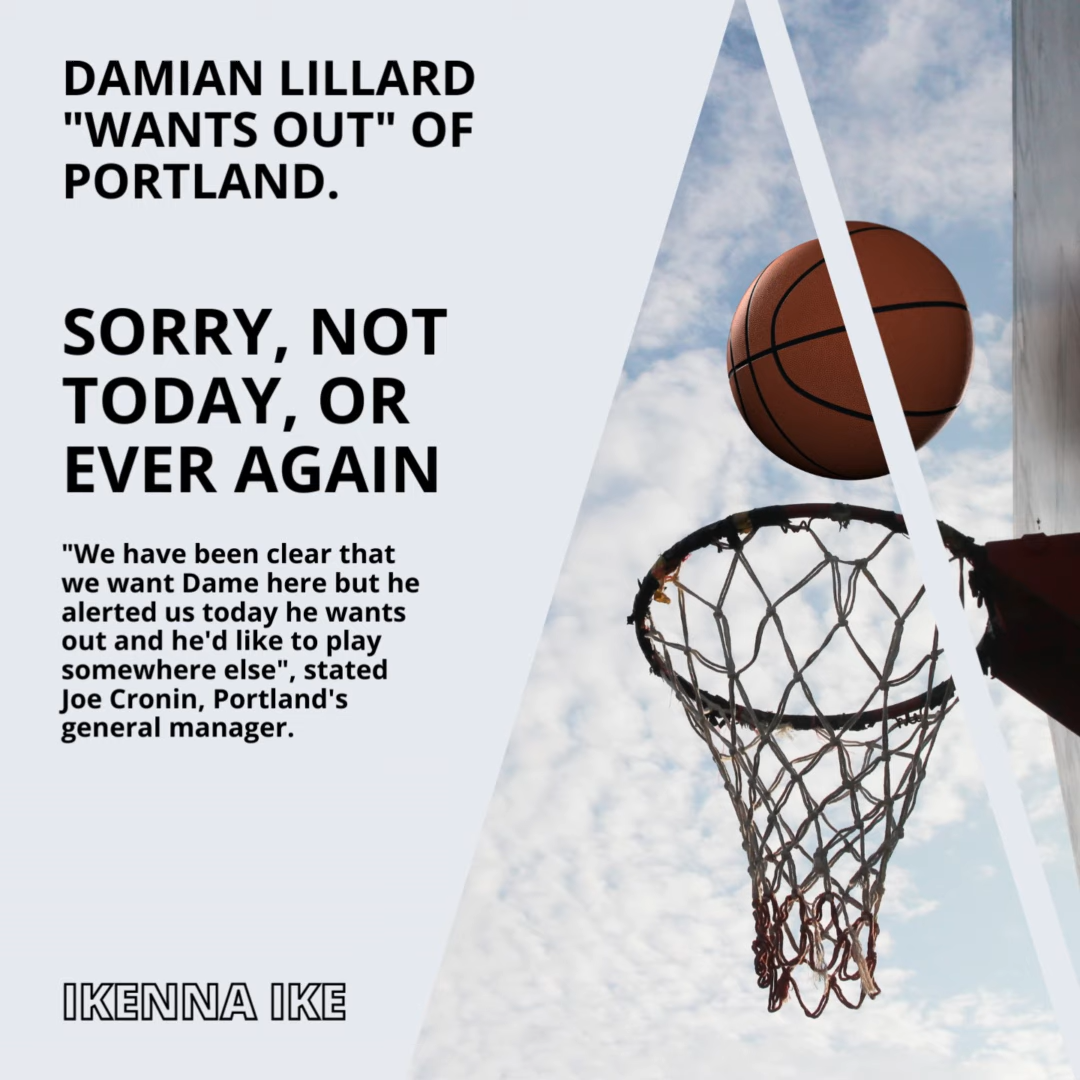 DAMIAN LILLARD
"WANTS OUT" OF
PORTLAND.
SORRY, NOT
TODAY, OR
EVER AGAIN
"We have been clear that
we want Dame here but he
alerted us today he wants
out and he'd like to play
somewhere else", stated
Joe Cronin, Portland's
general manager.
IKENNA IKE